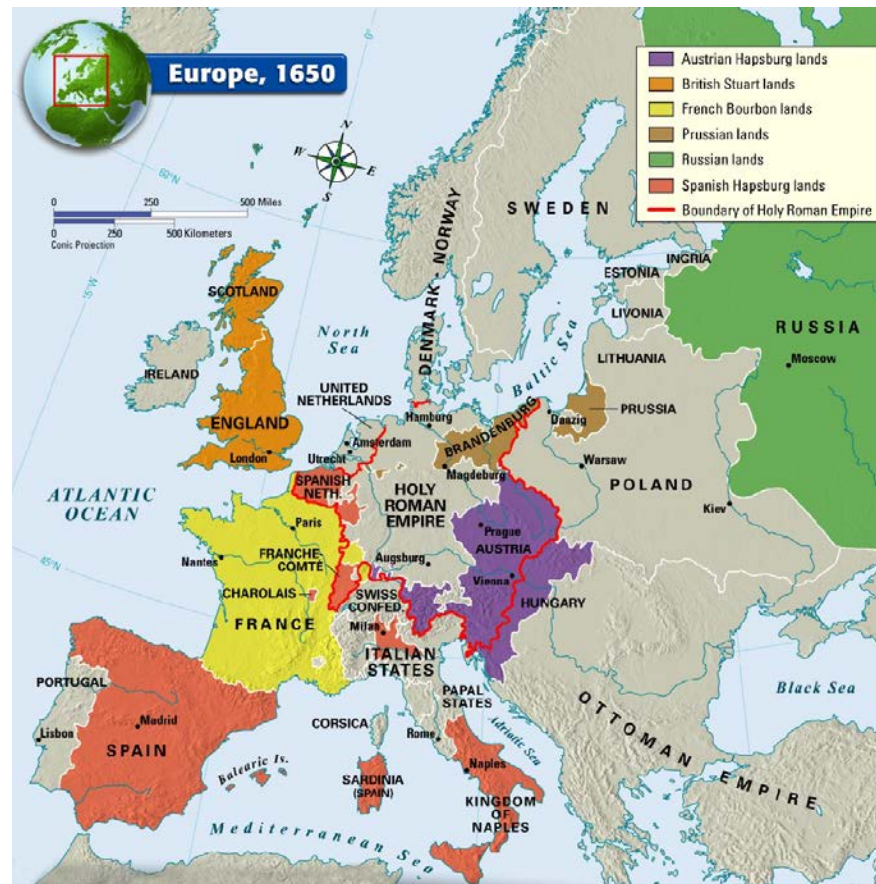 Europe, 1650
Austrian Hapsburg lands
British Stuart lands
French Bourbon lands
Prussian lands
Russian lands
Spanish Hapsburg lands
Boundary of Holy Roman Empire
N
W
E
S
0 250 500 Miles
0 250 500 Kilometers
Conic Projection
60°N
0°
15°W
45°N
SWEDEN
DENMARK - NORWAY
INGRIA
ESTONIA
LIVONIA
RUSSIA
Moscow
SCOTLAND
North
Sea
Baltic Sea
LITHUANIA
IRELAND
UNITED
NETHERLANDS
Hamburg
Danzig
PRUSSIA
ENGLAND
BRANDENBURG
Amsterdam
London
Utrecht
Magdeburg
Warsaw
SPANISH
NETH.
POLAND
ATLANTIC
OCEAN
HOLY
ROMAN
EMPIRE
Kiev
Paris
Prague
AUSTRIA
Nantes
FRANCHE-
COMTÉ
Augsburg
Vienna
CHAROLAIS
SWISS
CONFED.
HUNGARY
FRANCE
Milan
ITALIAN
STATES
PORTUGAL
PAPAL
STATES
Black Sea
Lisbon
Madrid
SPAIN
CORSICA
Rome
Adriatic Sea
OTTOMAN EMPIRE
Balearic Is.
SARDINIA
(SPAIN)
Naples
KINGDOM
OF
NAPLES
Mediterranean Sea